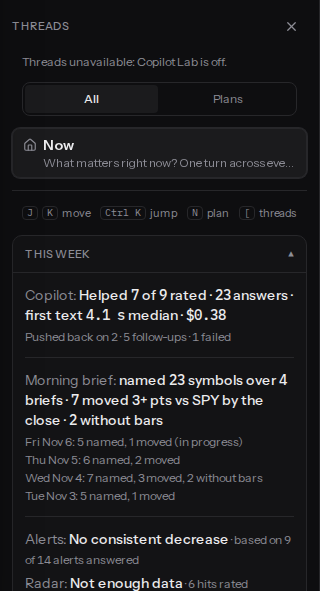 THREADS
Threads unavailable: Copilot Lab is off.
All Plans
Now
What matters right now? One turn across eve...
J K move Ctrl K jump N plan [ threads
THIS WEEK
Copilot: Helped 7 of 9 rated · 23 answers ·
first text 4.1 s median · $0.38
Pushed back on 2 · 5 follow-ups · 1 failed
Morning brief: named 23 symbols over 4
briefs · 7 moved 3+ pts vs SPY by the
close · 2 without bars
Fri Nov 6: 5 named, 1 moved (in progress)
Thu Nov 5: 6 named, 2 moved
Wed Nov 4: 7 named, 3 moved, 2 without bars
Tue Nov 3: 5 named, 1 moved
Alerts: No consistent decrease · based on 9
of 14 alerts answered
Radar: Not enough data · 6 hits rated